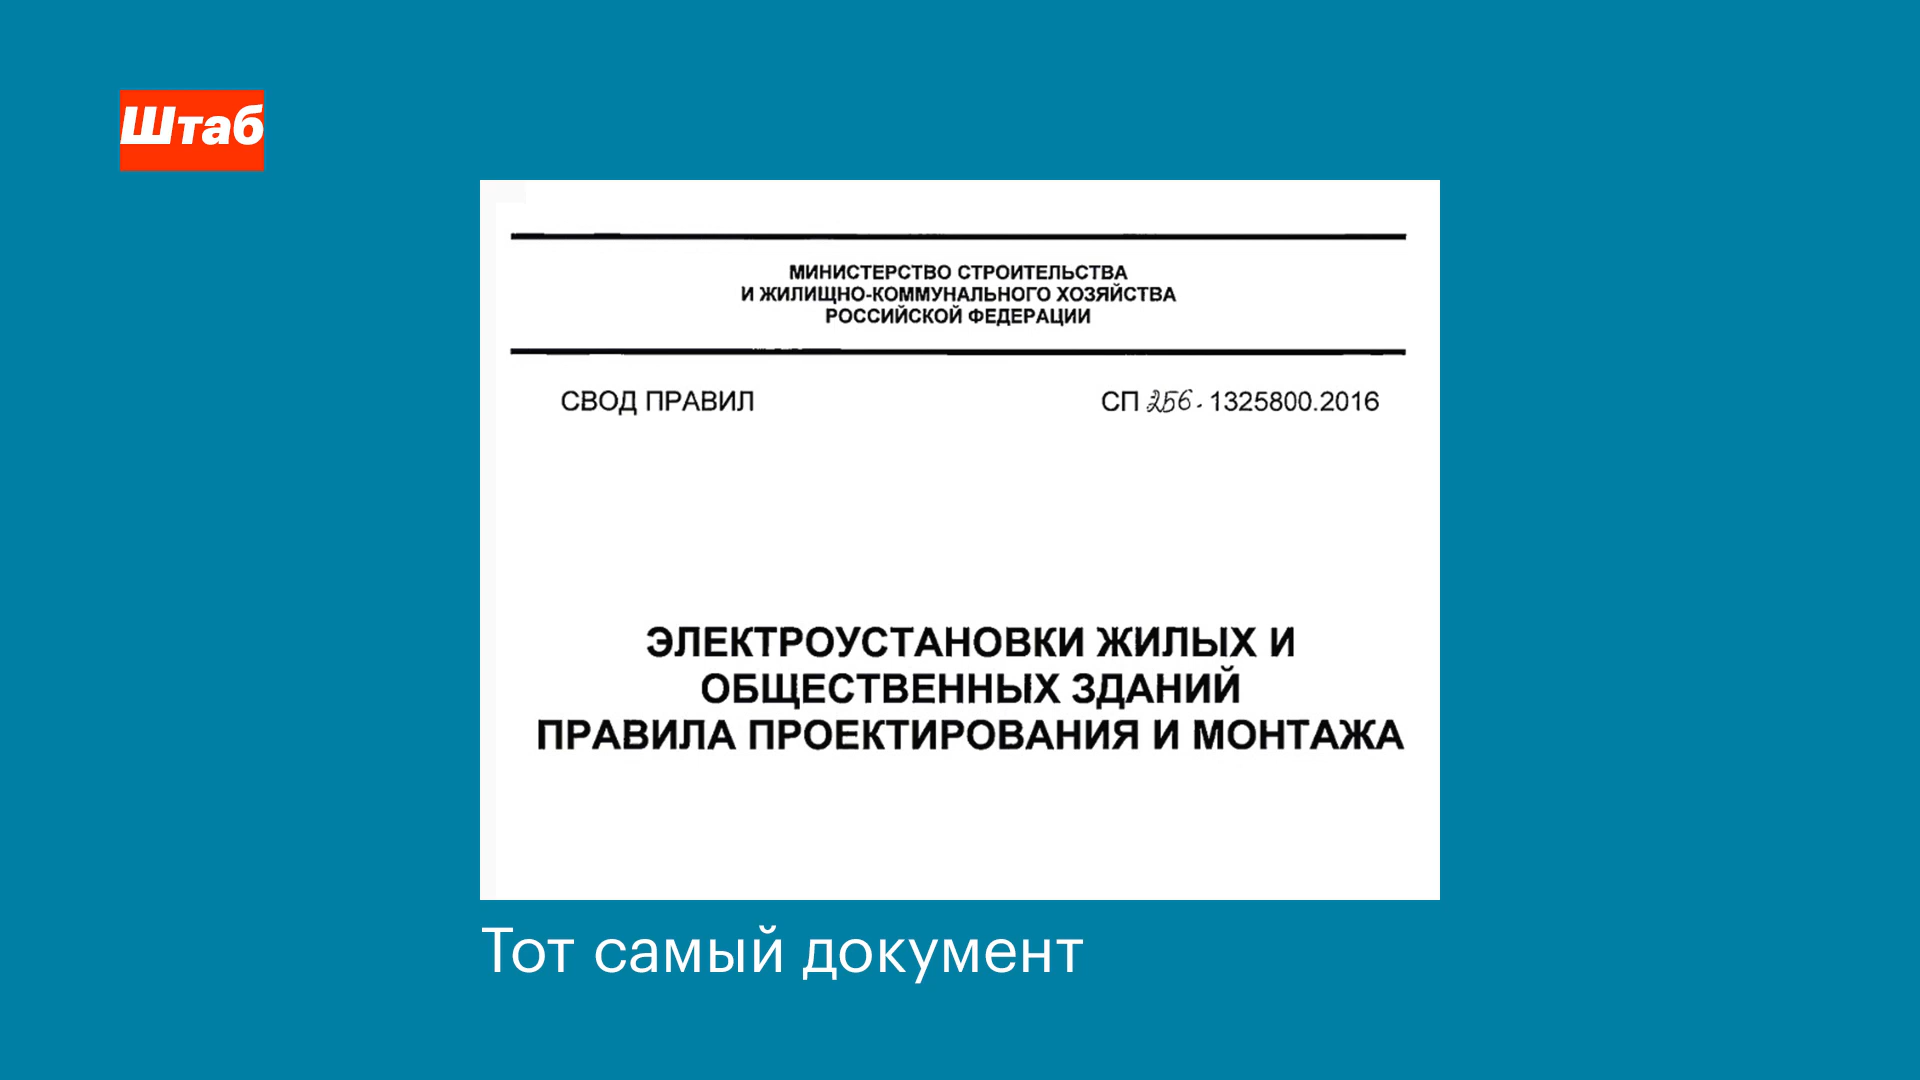 Штаб
МИНИСТЕРСТВО СТРОИТЕЛЬСТВА
И ЖИЛИЩНО-КОММУНАЛЬНОГО ХОЗЯЙСТВА
РОССИЙСКОЙ ФЕДЕРАЦИИ
СВОД ПРАВИЛ СП 256.1325800.2016
ЭЛЕКТРОУСТАНОВКИ ЖИЛЫХ И
ОБЩЕСТВЕННЫХ ЗДАНИЙ
ПРАВИЛА ПРОЕКТИРОВАНИЯ И МОНТАЖА
Тот самый документ